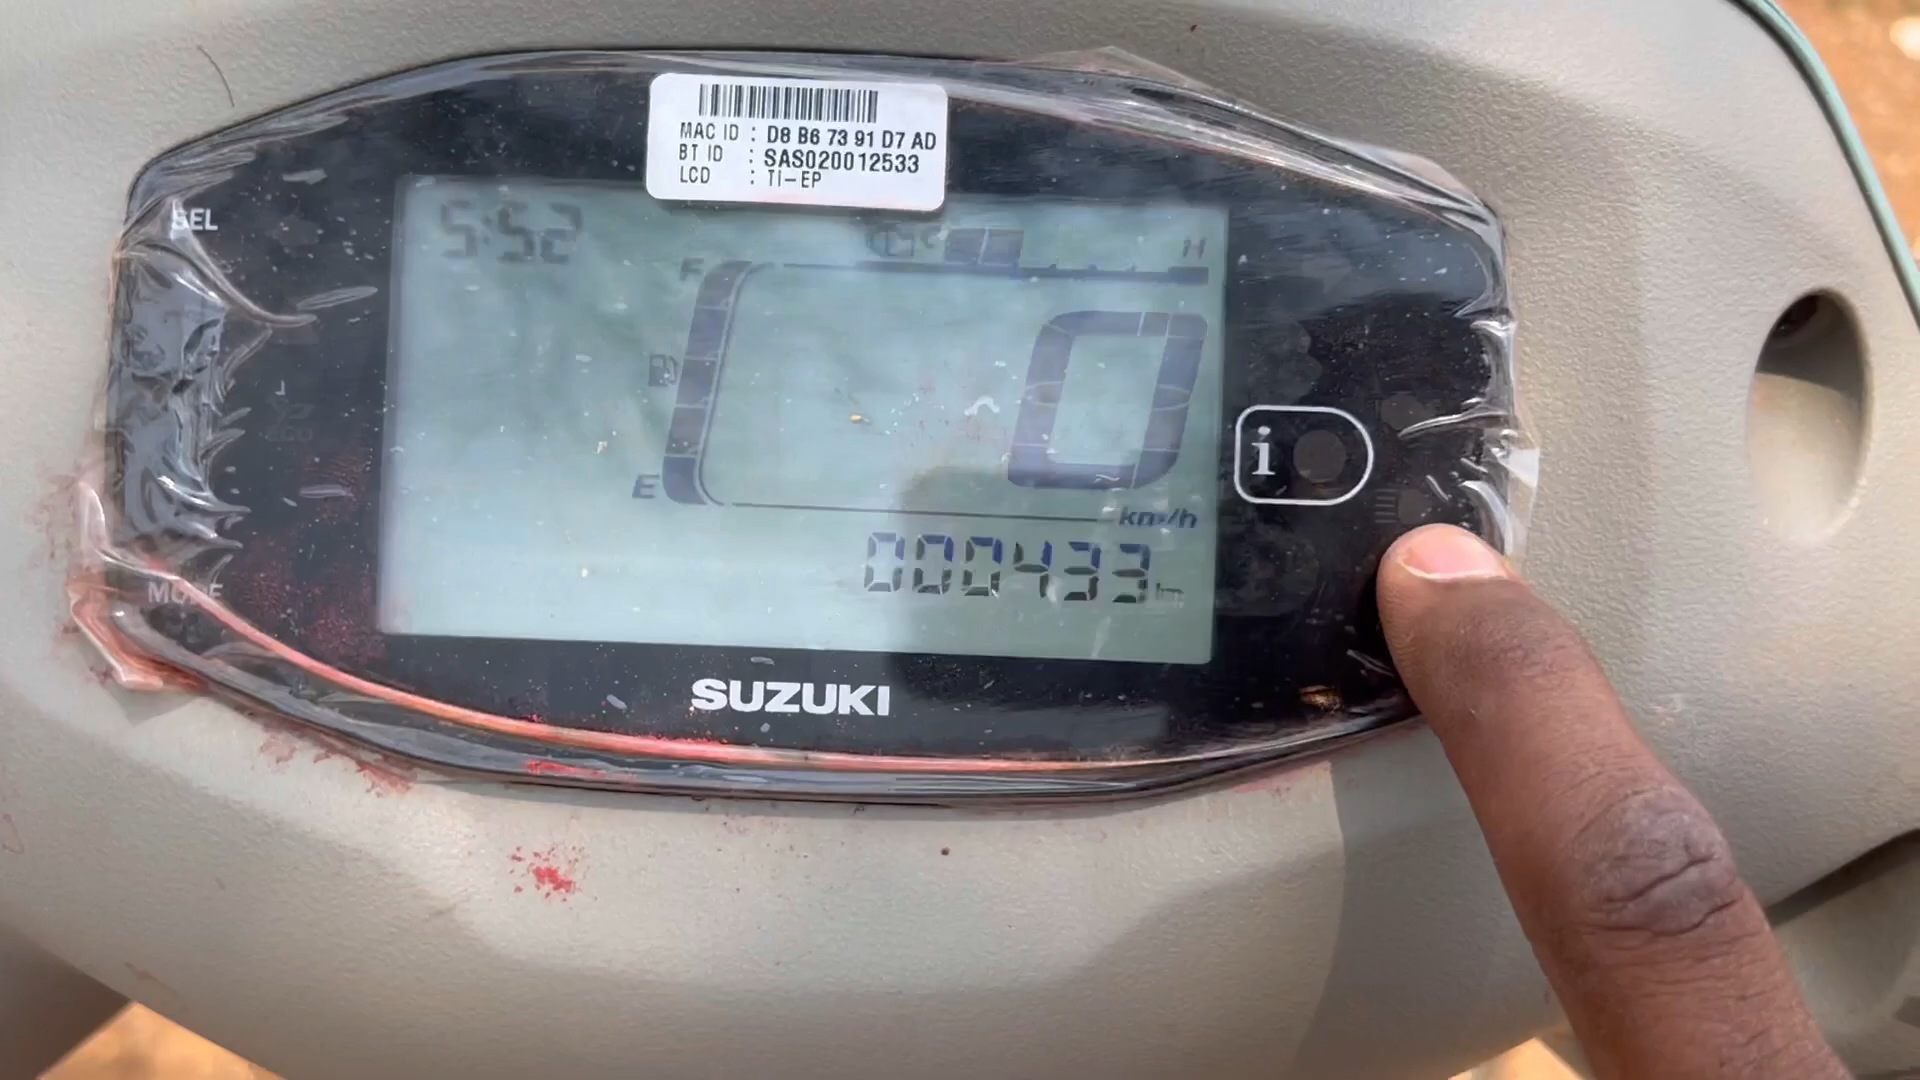 MAC ID : D8 B6 73 91 D7 AD
BT ID : SAS020012533
LCD : TI-EP
SEL
5:52
H
F
0
E
i
km/h
000433 km
MODE
SUZUKI